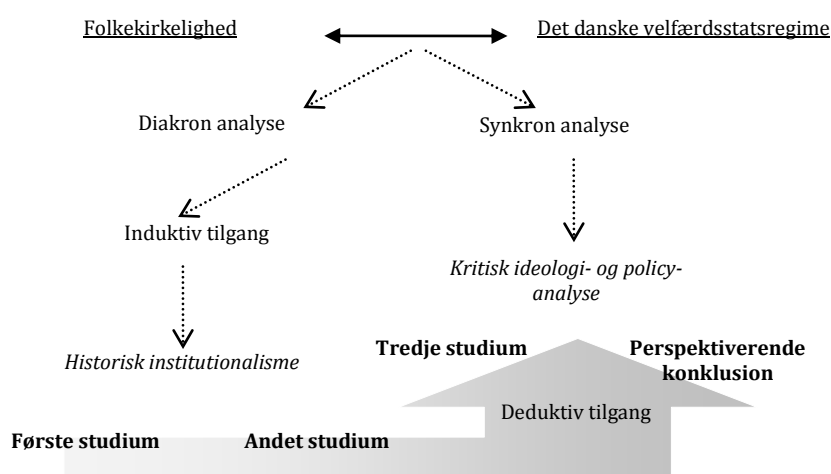 Folkekirkelighed
Det danske velfærdsstatsregime
Diakron analyse
Synkron analyse
Induktiv tilgang
Kritisk ideologi- og policy-
analyse
Historisk institutionalisme
Tredje studium
Perspektiverende
konklusion
Deduktiv tilgang
Første studium
Andet studium